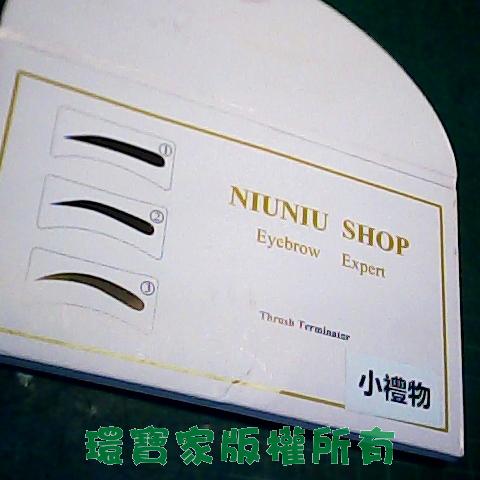 ①
②
③
NIUNIU SHOP
Eyebrow Expert
Thrush Terminator
小禮物
環寶家版權所有